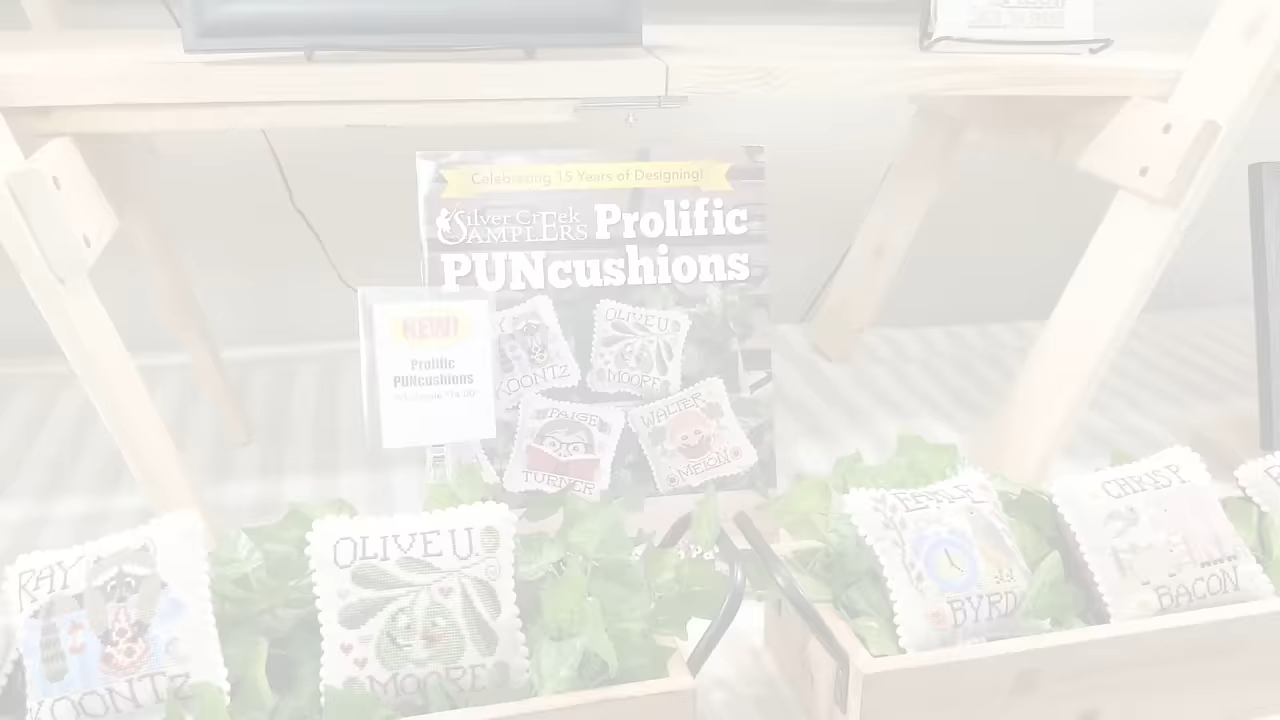 Celebrating 15 Years of Designing!
Silver Creek
SAMPLERS
Prolific
PUNcushions
NEW!
Prolific
PUNcushions
KOONTZ
OLIVE U.
MOORE
PAIGE
TURNER
WALTER
MELON
RAY
KOONTZ
OLIVE U.
MOORE
EARLE
BYRD
CHRIS P.
BACON